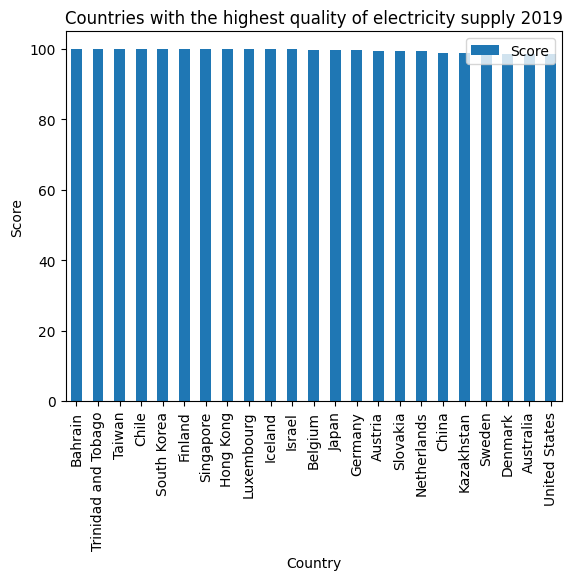 Countries with the highest quality of electricity supply 2019
Score
Score
100
80
60
40
20
0
Bahrain
Trinidad and Tobago
Taiwan
Chile
South Korea
Finland
Singapore
Hong Kong
Luxembourg
Iceland
Israel
Belgium
Japan
Germany
Austria
Slovakia
Netherlands
China
Kazakhstan
Sweden
Denmark
Australia
United States
Country